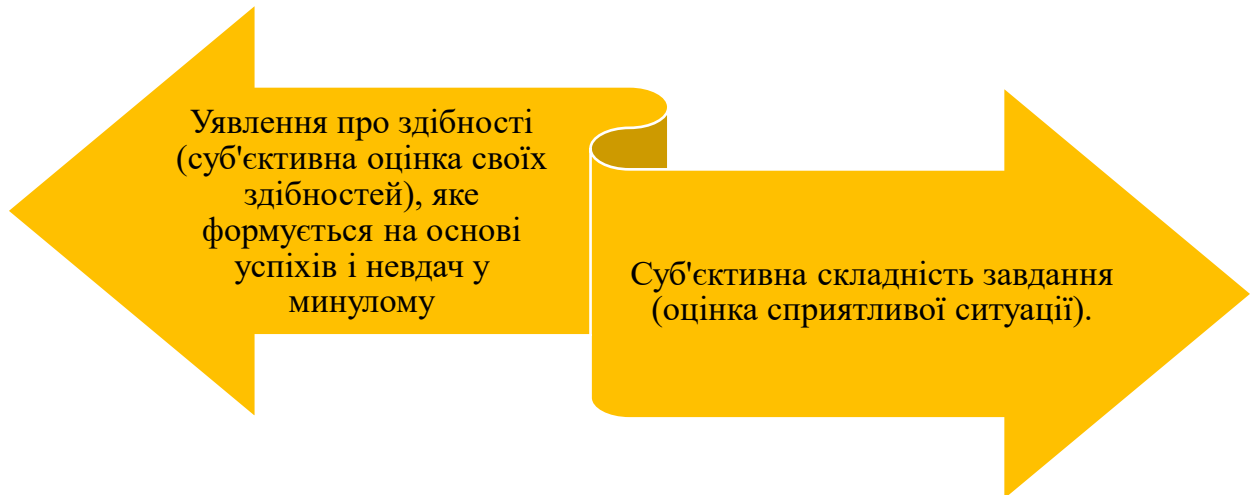 Уявлення про здібності
(суб'єктивна оцінка своїх
здібностей), яке
формується на основі
успіхів і невдач у
минулому
Суб'єктивна складність завдання
(оцінка сприятливої ситуації).